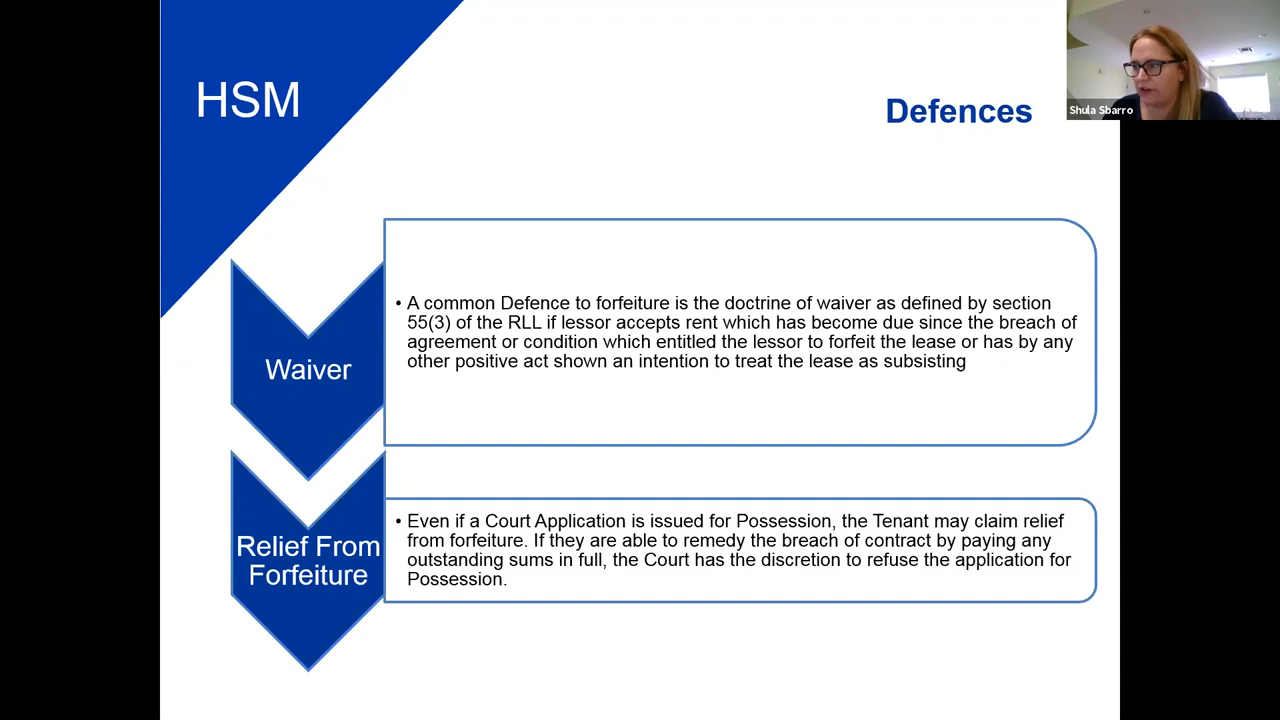 HSM
Defences
Shula Sbarro
Waiver
• A common Defence to forfeiture is the doctrine of waiver as defined by section
55(3) of the RLL if lessor accepts rent which has become due since the breach of
agreement or condition which entitled the lessor to forfeit the lease or has by any
other positive act shown an intention to treat the lease as subsisting
Relief From
Forfeiture
• Even if a Court Application is issued for Possession, the Tenant may claim relief
from forfeiture. If they are able to remedy the breach of contract by paying any
outstanding sums in full, the Court has the discretion to refuse the application for
Possession.